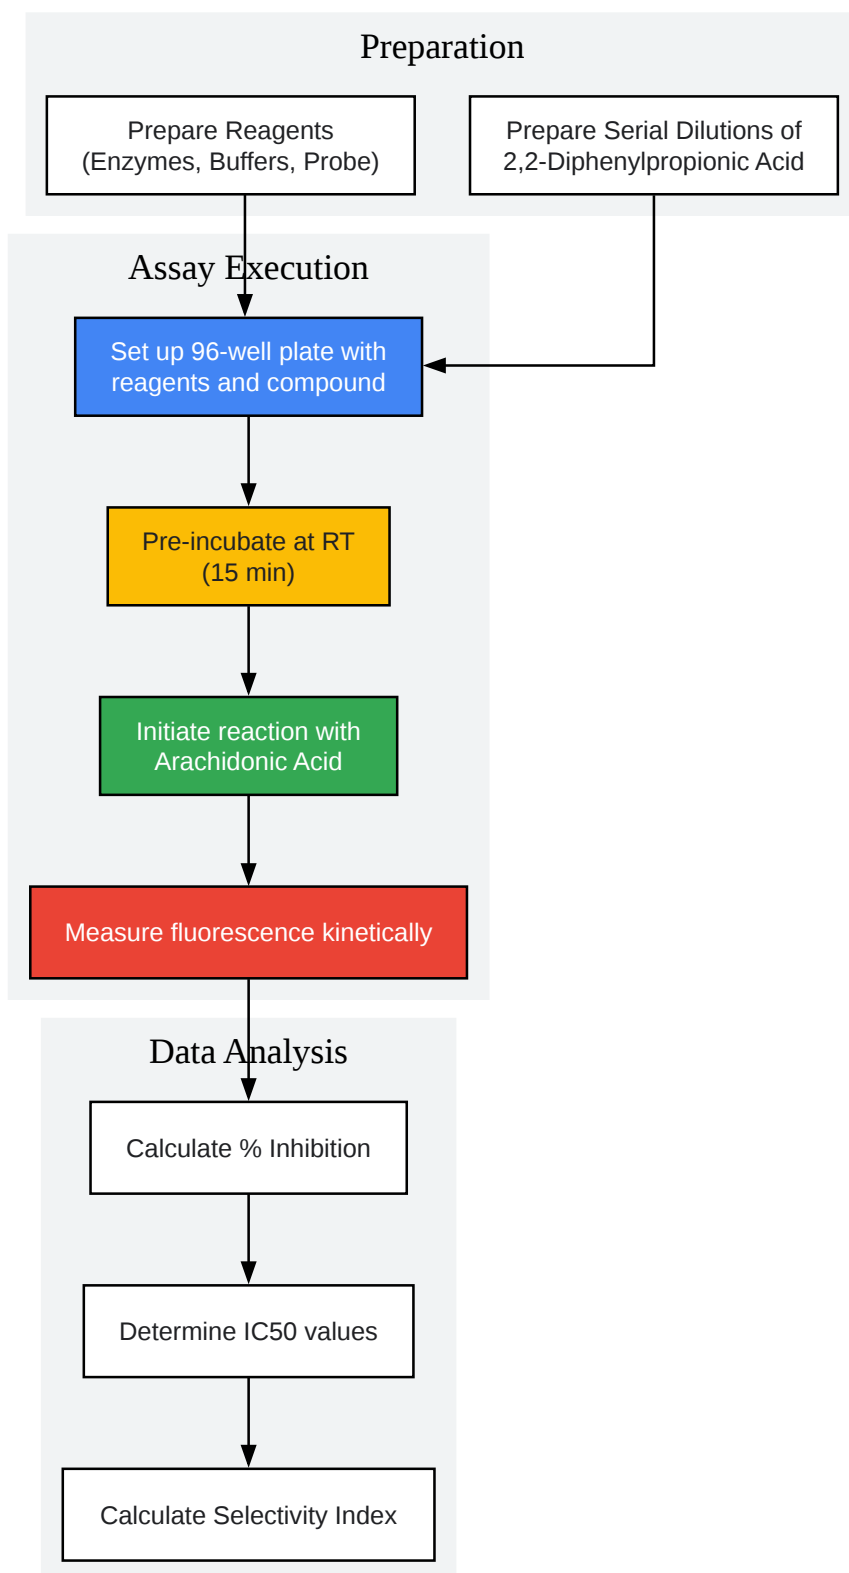 Preparation
Prepare Reagents
(Enzymes, Buffers, Probe)
Prepare Serial Dilutions of
2,2-Diphenylpropionic Acid
Assay Execution
Set up 96-well plate with
reagents and compound
Pre-incubate at RT
(15 min)
Initiate reaction with
Arachidonic Acid
Measure fluorescence kinetically
Data Analysis
Calculate % Inhibition
Determine IC50 values
Calculate Selectivity Index